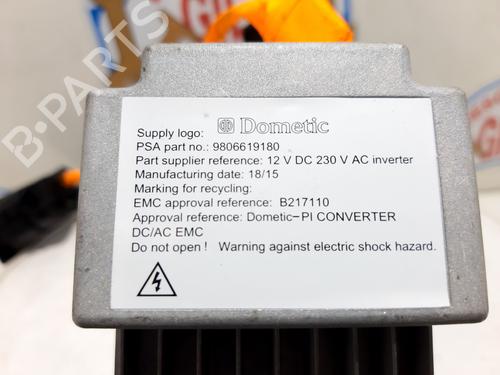 B-PARTS
Supply logo: Dometic
PSA part no.: 9806619180
Part supplier reference: 12 V DC 230 V AC inverter
Manufacturing date: 18/15
Marking for recycling:
EMC approval reference: B217110
Approval reference: Dometic-PI CONVERTER
DC/AC EMC
Do not open ! Warning against electric shock hazard.